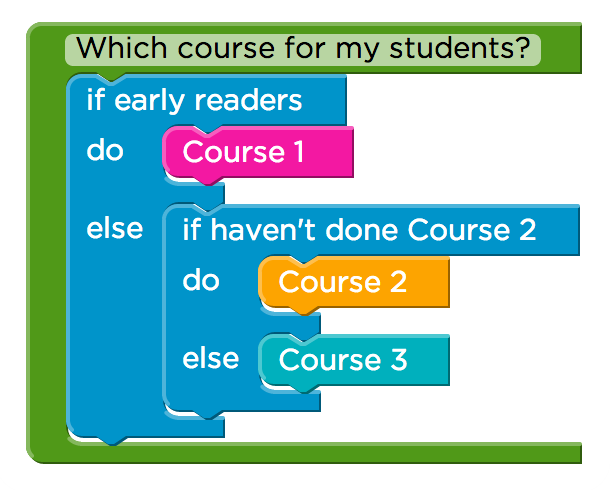 Which course for my students?
if early readers
do Course 1
else if haven't done Course 2
do Course 2
else Course 3